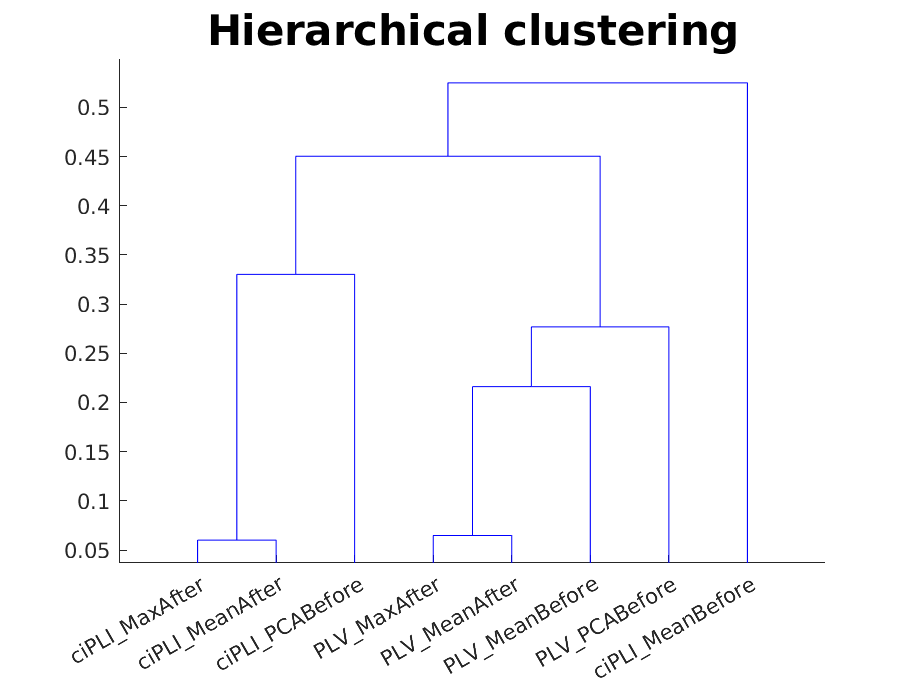 Hierarchical clustering
0.5
0.45
0.4
0.35
0.3
0.25
0.2
0.15
0.1
0.05
ciPLI_MaxAfter
ciPLI_MeanAfter
ciPLI_PCABefore
PLV_MaxAfter
PLV_MeanAfter
PLV_MeanBefore
PLV_PCABefore
ciPLI_MeanBefore